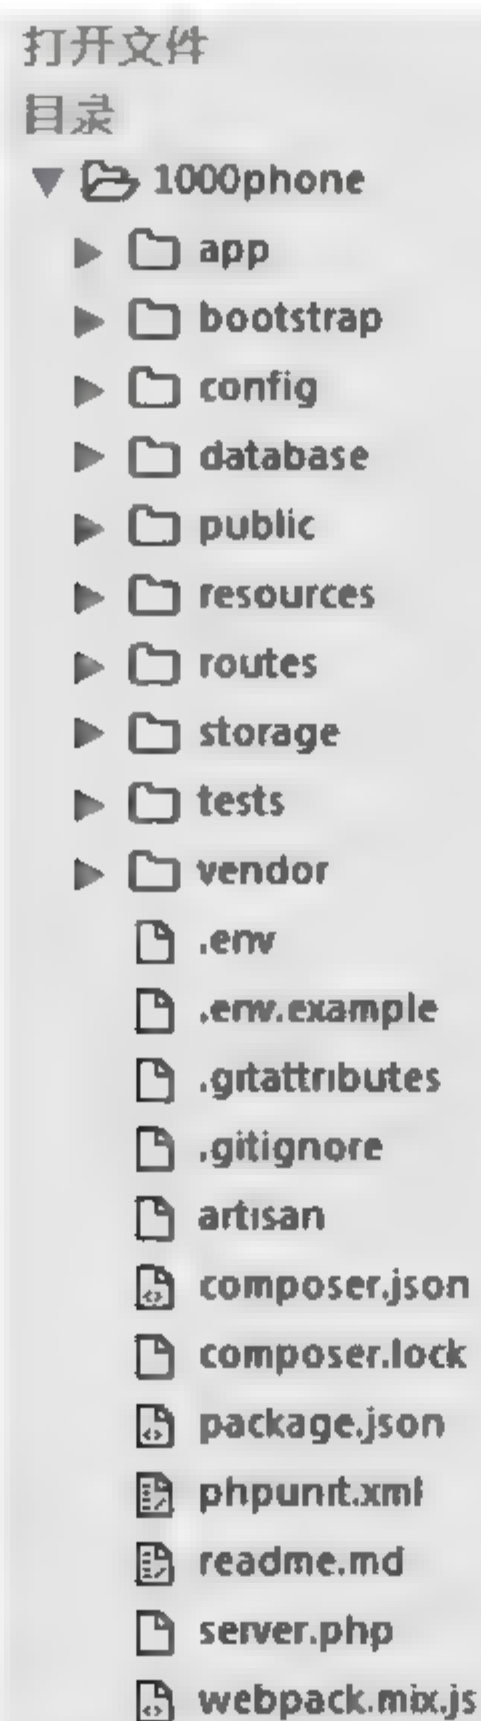 打开文件
目录
1000phone
app
bootstrap
config
database
public
resources
routes
storage
tests
vendor
.env
.env.example
.gitattributes
.gitignore
artisan
composer.json
composer.lock
package.json
phpunit.xml
readme.md
server.php
webpack.mix.js